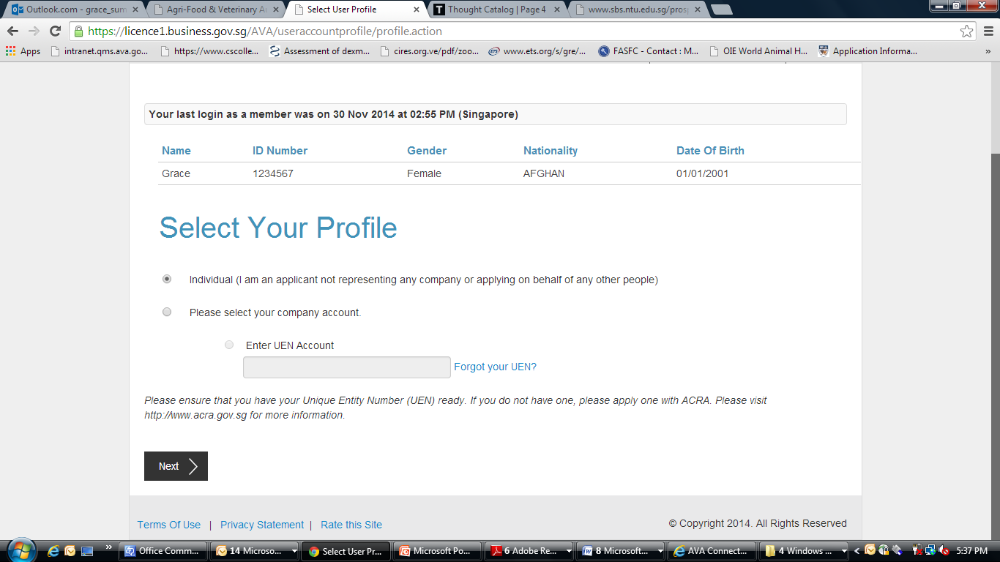 Outlook.com - grace_sum
Agri-Food & Veterinary A
Select User Profile
Thought Catalog | Page 4
www.sbs.ntu.edu.sg/pros
https://licence1.business.gov.sg/AVA/useraccountprofile/profile.action
Apps
intranet.qms.ava.go...
https://www.cscolle...
Assessment of dexm...
cires.org.ve/pdf/zoo...
www.ets.org/s/gre/...
FASFC - Contact : M...
OIE World Animal H...
Application Informa...
»
Your last login as a member was on 30 Nov 2014 at 02:55 PM (Singapore)
Name ID Number Gender Nationality Date Of Birth
Grace 1234567 Female AFGHAN 01/01/2001
Select Your Profile
Individual (I am an applicant not representing any company or applying on behalf of any other people)
Please select your company account.
Enter UEN Account
Forgot your UEN?
Please ensure that you have your Unique Entity Number (UEN) ready. If you do not have one, please apply one with ACRA. Please visit
http://www.acra.gov.sg for more information.
Next
Terms Of Use | Privacy Statement | Rate this Site
© Copyright 2014. All Rights Reserved
» Office Comm... 14 Microso... Select User Pr... Microsoft Po... 6 Adobe Re... 8 Microsoft... AVA Connect... 4 Windows ... 5:37 PM